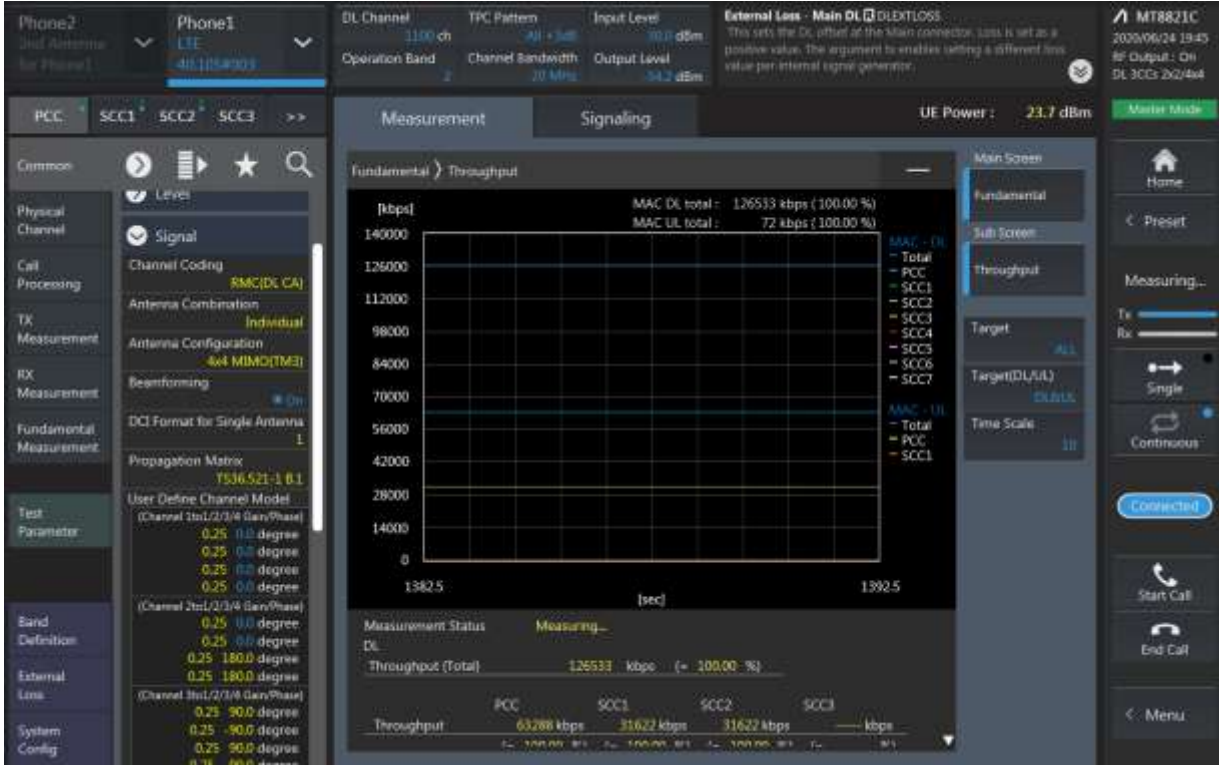 Phone2
2nd Antenna
for Phone1
Phone1
LTE
DL Channel
1100 ch
Operation Band
2
TPC Pattern
All +3dB
Channel Bandwidth
20 MHz
Input Level
30.0 dBm
Output Level
dBm
External Loss - Main DL DLEXTLOSS
This sets the DL offset of the Main connector. Loss is set as a
positive value. The argument to enables setting a different loss
value per internal signal generator.
MT8821C
2020/06/24 19:45
RF Output : On
DL 3CCs 2x2/4x4
PCC
SCC1
SCC2
SCC3
>>
Measurement
Signaling
UE Power : 23.7 dBm
Master Mode
Common
Physical
Channel
Call
Processing
TX
Measurement
RX
Measurement
Fundamental
Measurement
Test
Parameter
Band
Definition
External
Loss
System
Config
Level
Signal
Channel Coding
RMC(DL CA)
Antenna Combination
Individual
Antenna Configuration
4x4 MIMO(TM3)
Beamforming
On
DCI Format for Single Antenna
1
Propagation Matrix
TS36.521-1 B.1
User Define Channel Model
(Channel 1to1/2/3/4 Gain/Phase)
0.25 0.0 degree
0.25 0.0 degree
0.25 0.0 degree
0.25 0.0 degree
(Channel 2to1/2/3/4 Gain/Phase)
0.25 0.0 degree
0.25 0.0 degree
0.25 180.0 degree
0.25 180.0 degree
(Channel 3to1/2/3/4 Gain/Phase)
0.25 90.0 degree
0.25 -90.0 degree
0.25 90.0 degree
Fundamental 〉 Throughput
[kbps]
MAC DL total : 126533 kbps ( 100.00 %)
MAC UL total : 72 kbps ( 100.00 %)
140000
126000
112000
98000
84000
70000
56000
42000
28000
14000
0
1382.5
1392.5
[sec]
MAC - DL
Total
PCC
SCC1
SCC2
SCC3
SCC4
SCC5
SCC6
SCC7
MAC - UL
Total
PCC
SCC1
Measurement Status Measuring...
DL
Throughput (Total) 126533 kbps (= 100.00 %)
PCC SCC1 SCC2 SCC3
Throughput 63288 kbps 31622 kbps 31622 kbps ---- kbps
Main Screen
Fundamental
Sub Screen
Throughput
Target
ALL
Target(DL/UL)
DL&UL
Time Scale
10
Home
< Preset
Measuring...
Tx
Rx
Single
Continuous
Connected
Start Call
End Call
< Menu